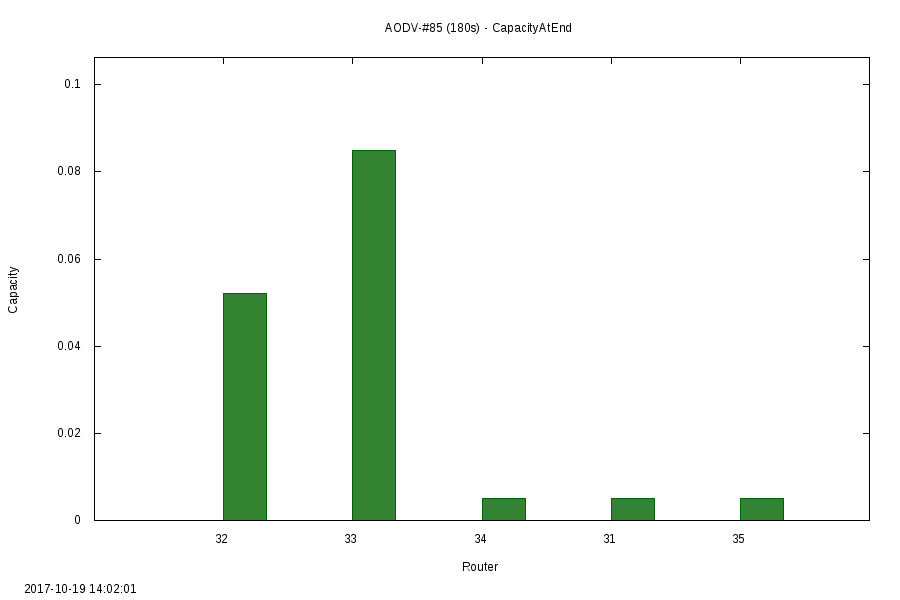 AODV-#85 (180s) - CapacityAtEnd
0.1
0.08
0.06
0.04
0.02
0
Capacity
32 33 34 31 35
Router
2017-10-19 14:02:01